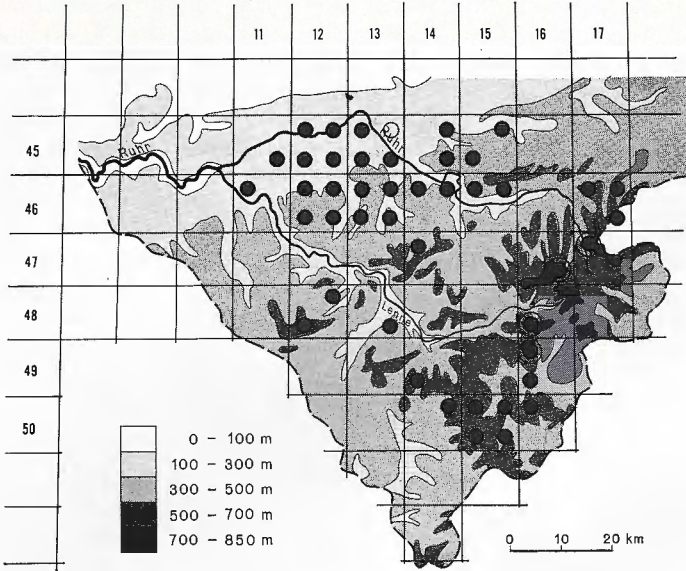 11 12 13 14 15 16 17
45
46
47
48
49
50
Ruhr
Ruhr
Lenne
0 – 100 m
100 – 300 m
300 – 500 m
500 – 700 m
700 – 850 m
0 10 20 km